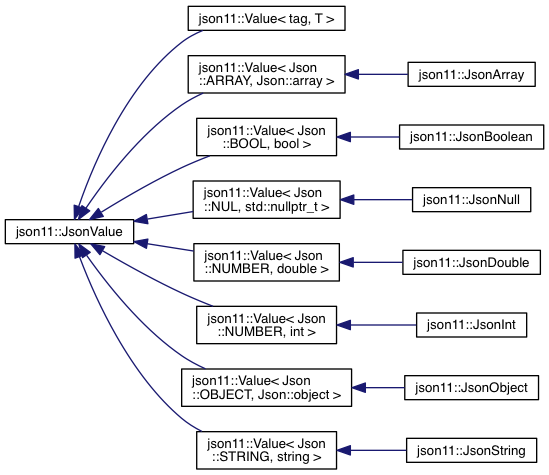 json11::Value< tag, T >
json11::Value< Json
::ARRAY, Json::array >
json11::JsonArray
json11::Value< Json
::BOOL, bool >
json11::JsonBoolean
json11::Value< Json
::NUL, std::nullptr_t >
json11::JsonNull
json11::JsonValue
json11::Value< Json
::NUMBER, double >
json11::JsonDouble
json11::Value< Json
::NUMBER, int >
json11::JsonInt
json11::Value< Json
::OBJECT, Json::object >
json11::JsonObject
json11::Value< Json
::STRING, string >
json11::JsonString